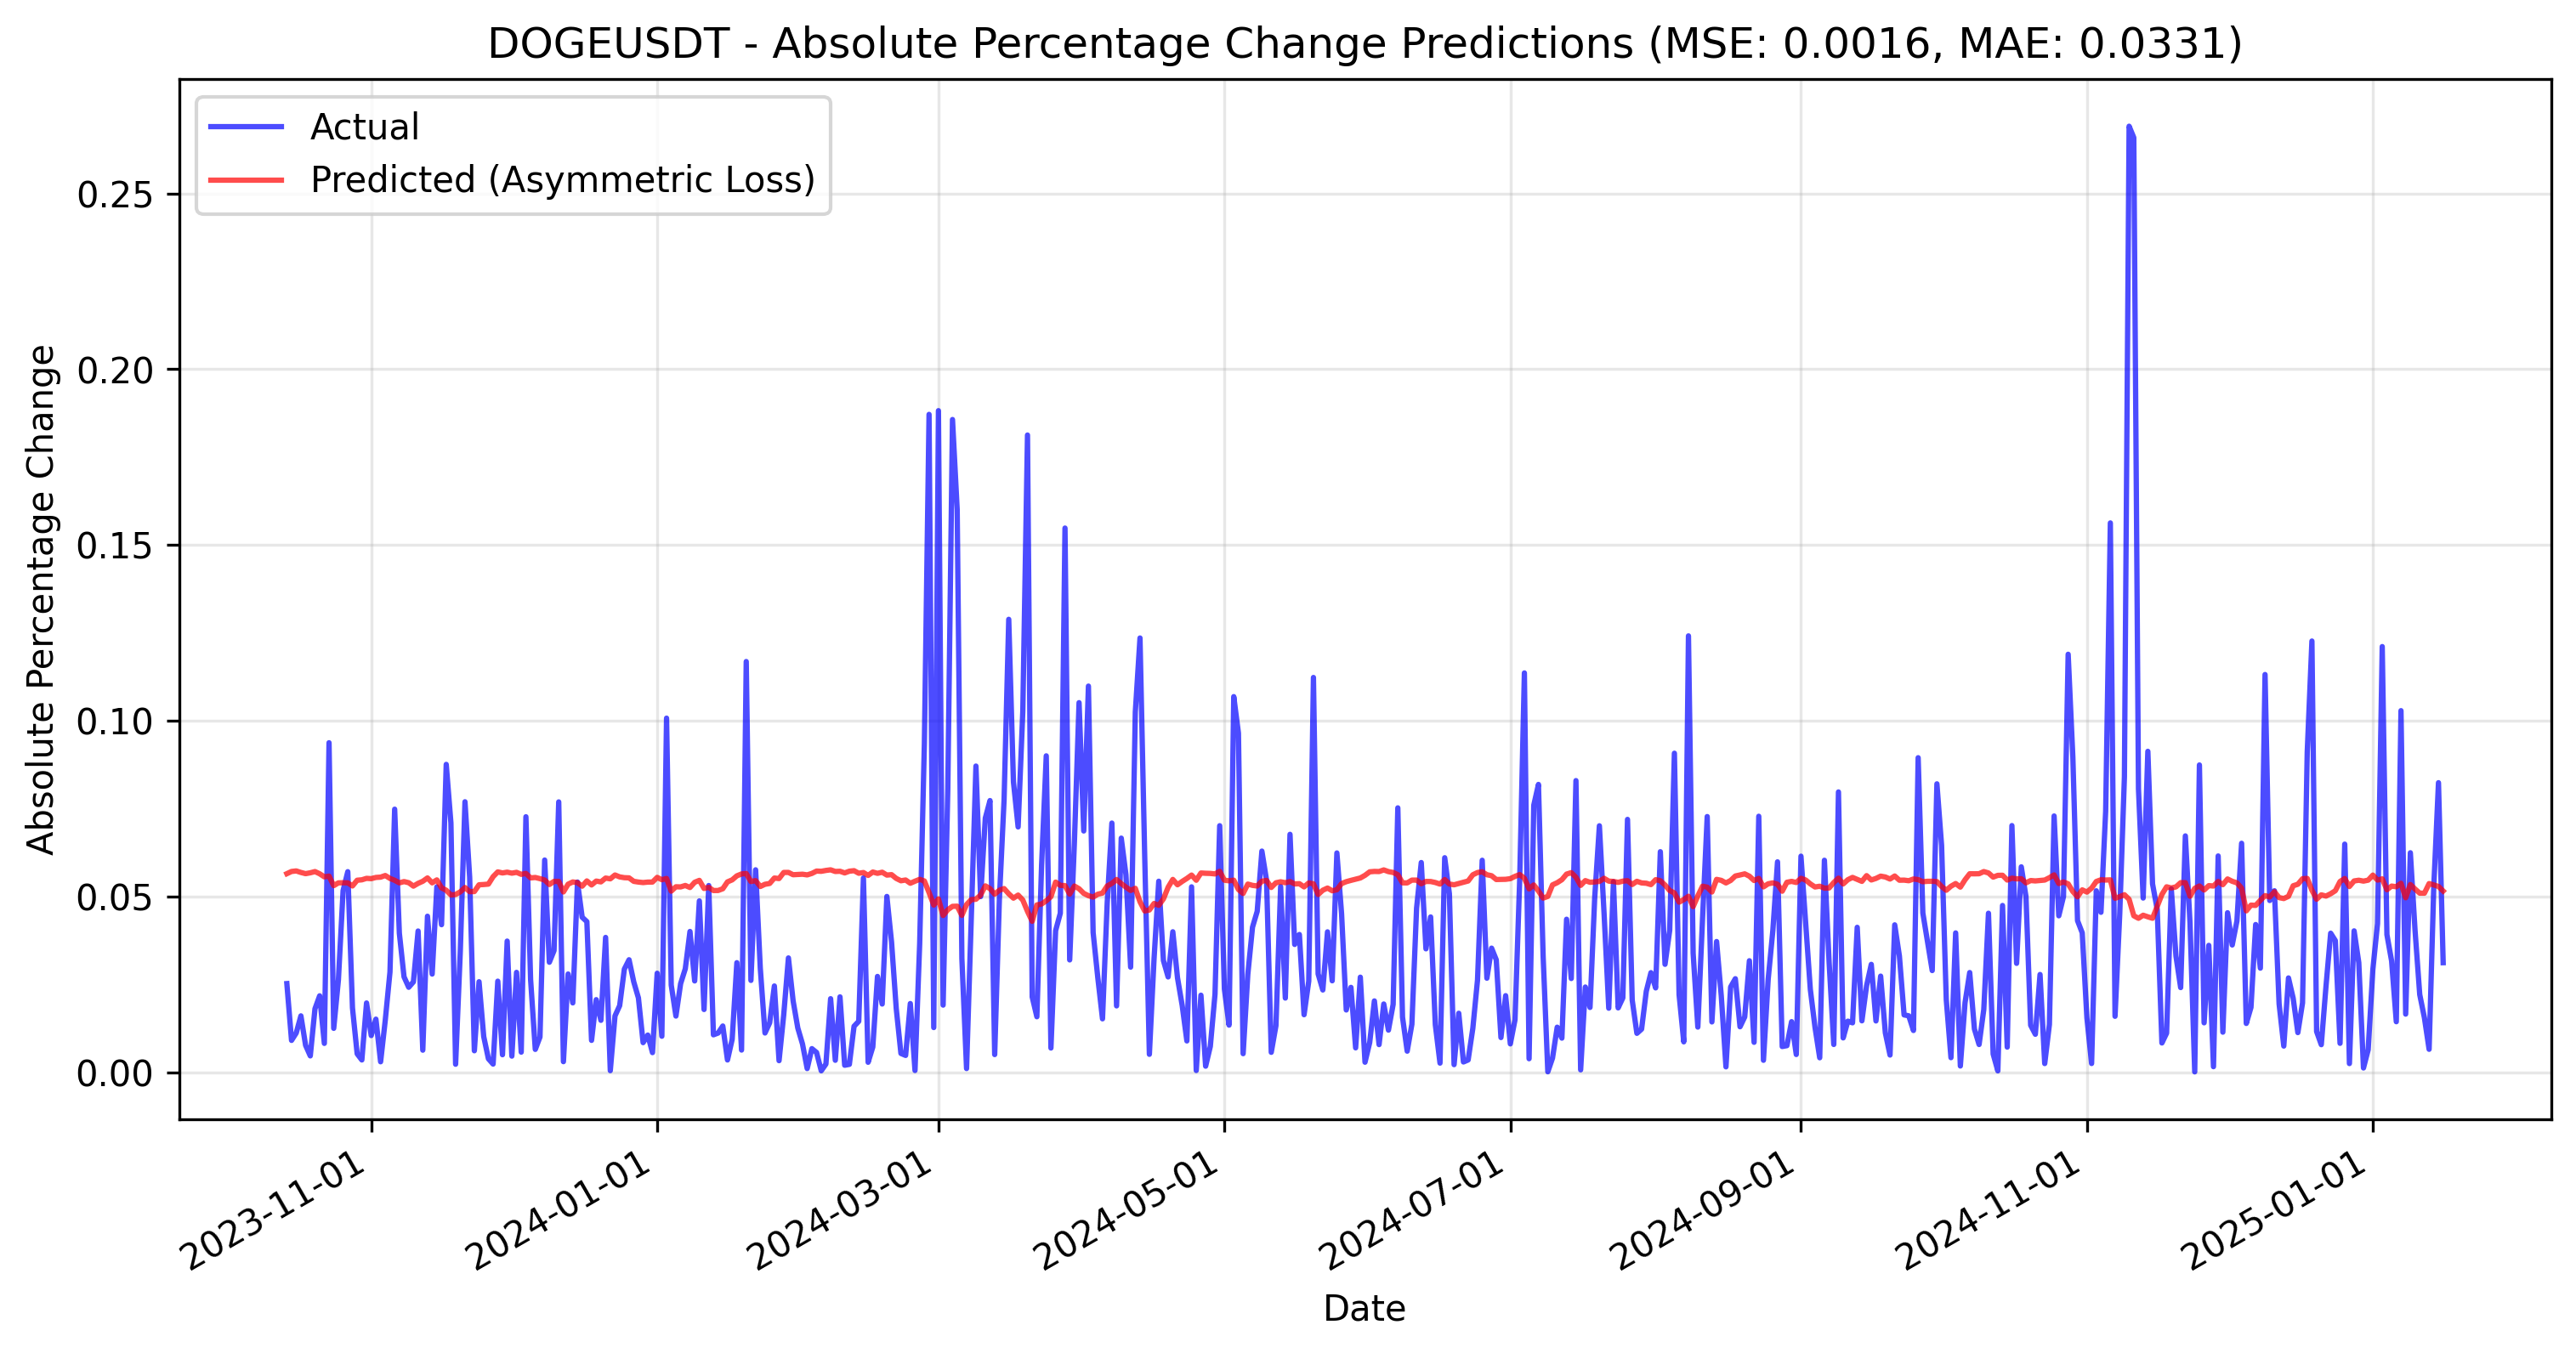 DOGEUSDT - Absolute Percentage Change Predictions (MSE: 0.0016, MAE: 0.0331)
Actual
Predicted (Asymmetric Loss)
Absolute Percentage Change
0.25
0.20
0.15
0.10
0.05
0.00
2023-11-01
2024-01-01
2024-03-01
2024-05-01
2024-07-01
2024-09-01
2024-11-01
2025-01-01
Date